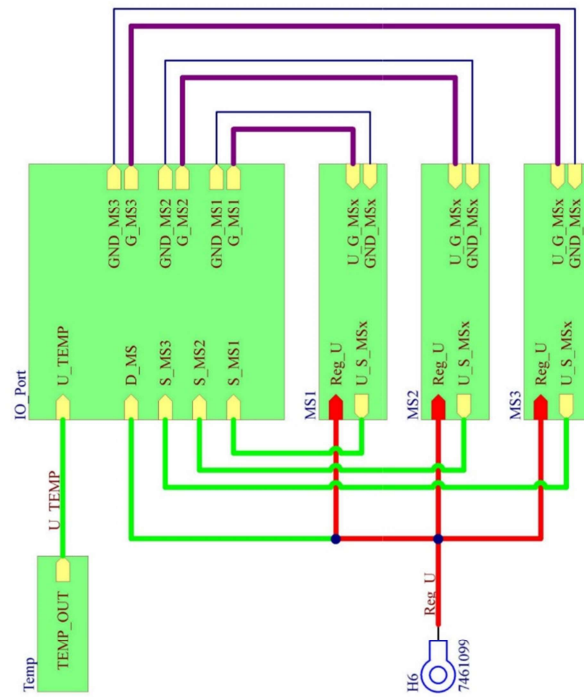 IO_Port
GND_MS3
G_MS3
GND_MS2
G_MS2
GND_MS1
G_MS1
U_TEMP
D_MS
S_MS3
S_MS2
S_MS1
MS1
U_G_MSx
GND_MSx
Reg_U
U_S_MSx
MS2
U_G_MSx
GND_MSx
Reg_U
U_S_MSx
MS3
U_G_MSx
GND_MSx
Reg_U
U_S_MSx
U_TEMP
Temp
TEMP_OUT
Reg_U
H6
7461099